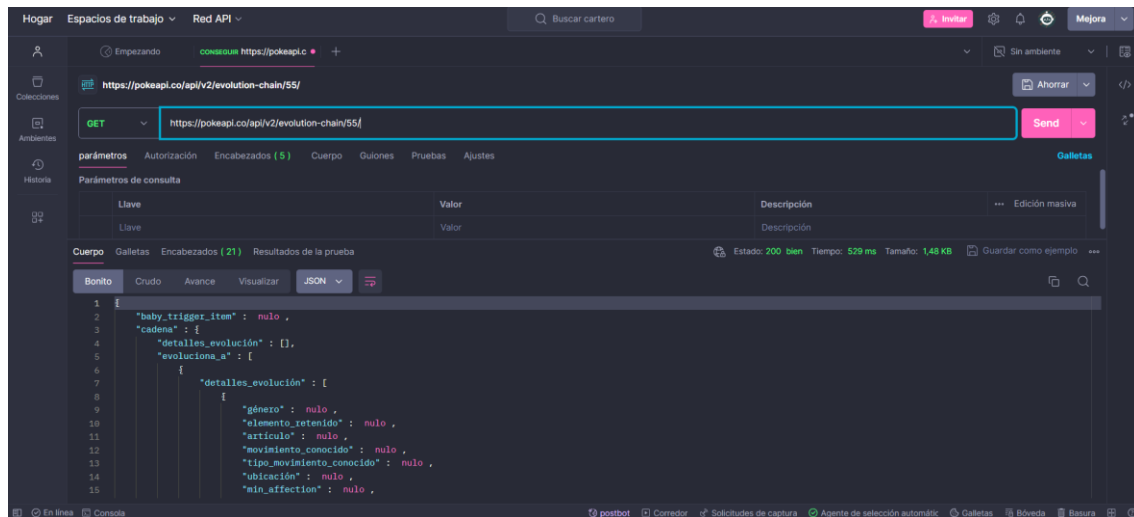 Hogar Espacios de trabajo Red API Buscar cartero Invitar Mejora
Empezando CONSEGUIR https://pokeapi.c + Sin ambiente
https://pokeapi.co/api/v2/evolution-chain/55/ Ahorrar
GET https://pokeapi.co/api/v2/evolution-chain/55/ Send
Colecciones
Ambientes
Historia
parámetros Autorización Encabezados ( 5 ) Cuerpo Guiones Pruebas Ajustes Galletas
Parámetros de consulta
Llave Valor Descripción ••• Edición masiva
Llave Valor Descripción
Cuerpo Galletas Encabezados ( 21 ) Resultados de la prueba Estado: 200 bien Tiempo: 529 ms Tamaño: 1,48 KB Guardar como ejemplo •••
Bonito Crudo Avance Visualizar JSON
1 {
2 "baby_trigger_item" : nulo ,
3 "cadena" : {
4 "detalles_evolución" : [],
5 "evoluciona_a" : [
6 {
7 "detalles_evolución" : [
8 {
9 "género" : nulo ,
10 "elemento_retenido" : nulo ,
11 "artículo" : nulo ,
12 "movimiento_conocido" : nulo ,
13 "tipo_movimiento_conocido" : nulo ,
14 "ubicación" : nulo ,
15 "min_affection" : nulo ,
En línea Consola postbot Corredor Solicitudes de captura Agente de selección automátic Galletas Bóveda Basura